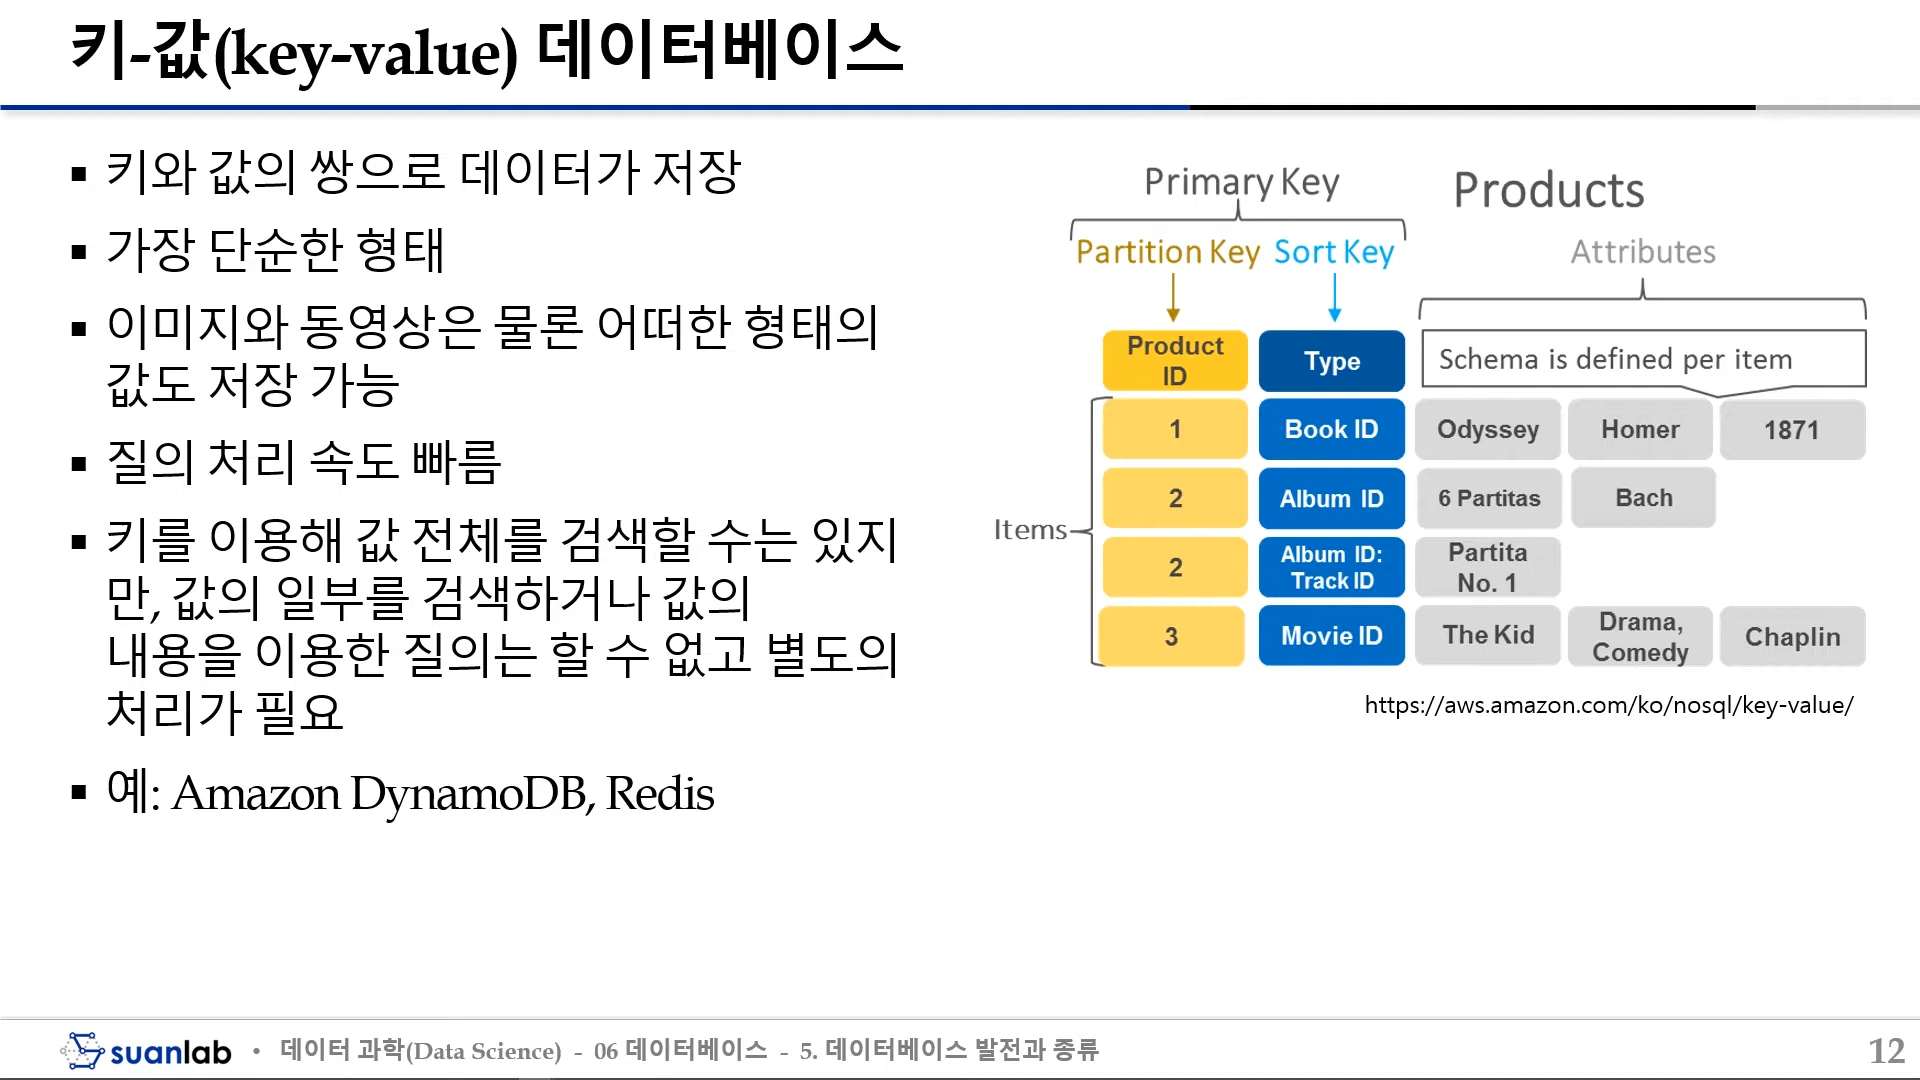 키-값(key-value) 데이터베이스
▪ 키와 값의 쌍으로 데이터가 저장
▪ 가장 단순한 형태
▪ 이미지와 동영상은 물론 어떠한 형태의
값도 저장 가능
▪ 질의 처리 속도 빠름
▪ 키를 이용해 값 전체를 검색할 수는 있지
만, 값의 일부를 검색하거나 값의
내용을 이용한 질의는 할 수 없고 별도의
처리가 필요
▪ 예: Amazon DynamoDB, Redis
Primary Key
Products
Partition Key Sort Key
Attributes
Product
ID
Type
Schema is defined per item
Items
1
Book ID
Odyssey
Homer
1871
2
Album ID
6 Partitas
Bach
2
Album ID:
Track ID
Partita
No. 1
3
Movie ID
The Kid
Drama,
Comedy
Chaplin
https://aws.amazon.com/ko/nosql/key-value/
suanlab • 데이터 과학(Data Science) - 06 데이터베이스 - 5. 데이터베이스 발전과 종류
12